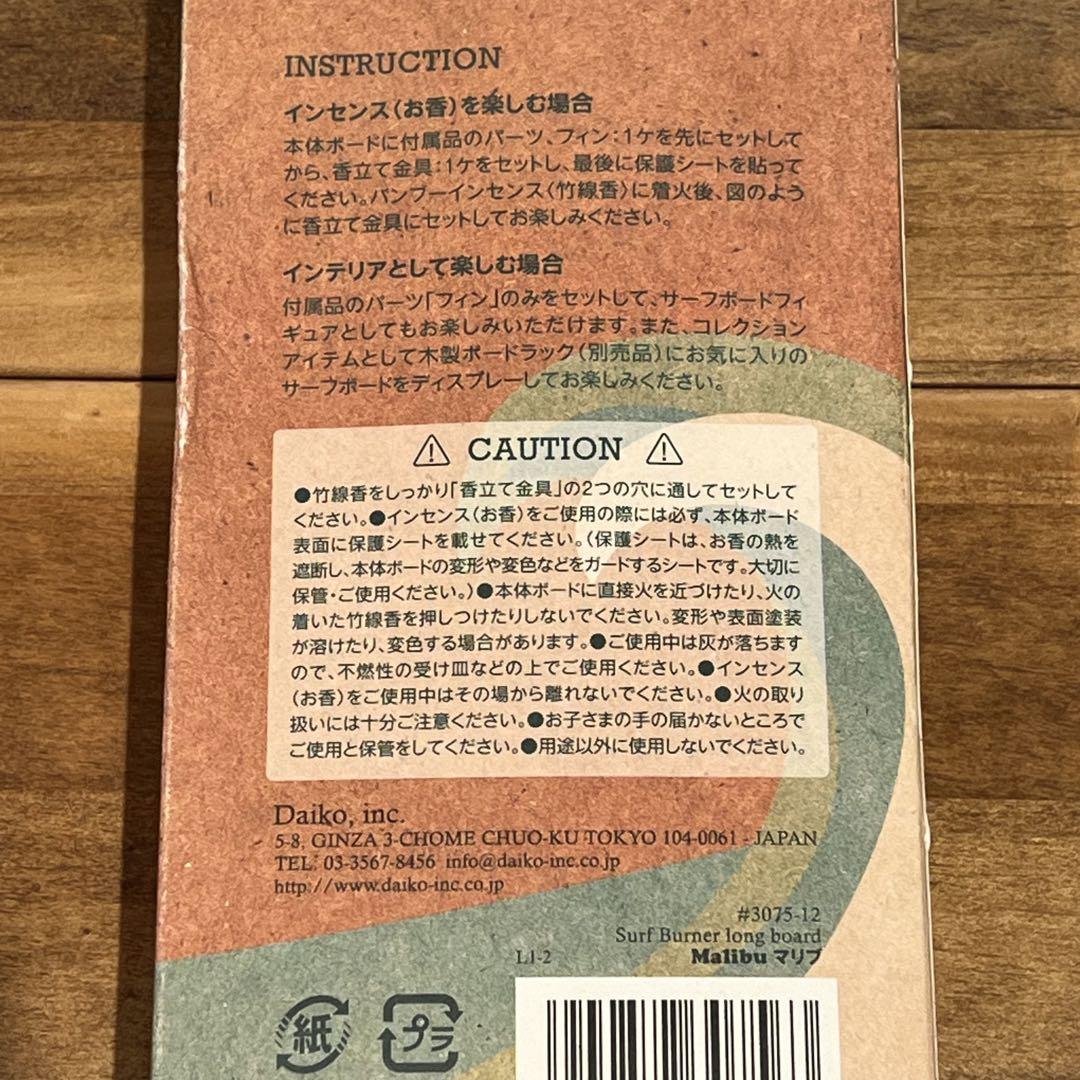 INSTRUCTION
インセンス(お香)を楽しむ場合
本体ボードに付属品のパーツ、フィン:1ケを先にセットして
から、香立て金具:1ケをセットし、最後に保護シートを貼って
ください。バンブーインセンス〈竹線香〉に着火後、図のよう
に香立て金具にセットしてお楽しみください。
インテリアとして楽しむ場合
付属品のパーツ「フィン」のみをセットして、サーフボードフィ
ギュアとしてもお楽しみいただけます。また、コレクション
アイテムとして木製ボードラック(別売品)にお気に入りの
サーフボードをディスプレーしてお楽しみください。
⚠ CAUTION ⚠
●竹線香をしっかり「香立て金具」の2つの穴に通してセットして
ください。●インセンス(お香)をご使用の際には必ず、本体ボード
表面に保護シートを載せてください。(保護シートは、お香の熱を
遮断し、本体ボードの変形や変色などをガードするシートです。大切に
保管・ご使用ください。)●本体ボードに直接火を近づけたり、火の
着いた竹線香を押しつけたりしないでください。変形や表面塗装
が溶けたり、変色する場合があります。●ご使用中は灰が落ちます
ので、不燃性の受け皿などの上でご使用ください。●インセンス
(お香)をご使用中はその場から離れないでください。●火の取り
扱いには十分ご注意ください。●お子さまの手の届かないところで
ご使用と保管をしてください。●用途以外に使用しないでください。
Daiko, inc.
5-8, GINZA 3-CHOME CHUO-KU TOKYO 104-0061 - JAPAN
TEL: 03-3567-8456 info@daiko-inc.co.jp
http://www.daiko-inc.co.jp
#3075-12
Surf Burner long board
L1-2 Malibu マリブ
紙 プラ